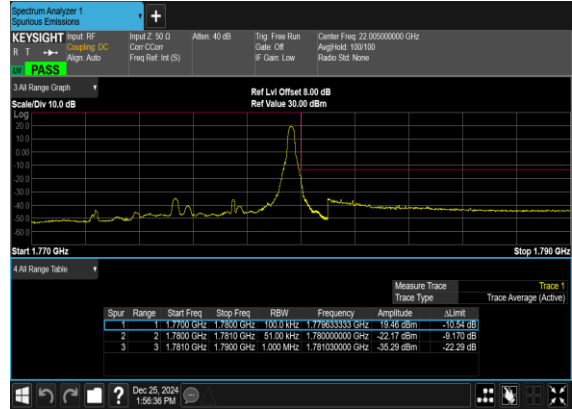 Spectrum Analyzer 1
Spurious Emissions
+
KEYSIGHT Input: RF Input Z: 50 Ω Atten: 40 dB Trig: Free Run Center Freq: 22.005000000 GHz
R T Coupling: DC Corr CCorr Gate: Off Avg|Hold: 100/100
Align: Auto Freq Ref: Int (S) IF Gain: Low Radio Std: None
PASS
3 All Range Graph
Ref Lvl Offset 8.00 dB
Scale/Div 10.0 dB Ref Value 30.00 dBm
Log
20.0
10.0
0.00
-10.0
-20.0
-30.0
-40.0
-50.0
-60.0
Start 1.770 GHz Stop 1.790 GHz
4 All Range Table
Measure Trace Trace 1
Trace Type Trace Average (Active)
Spur Range Start Freq Stop Freq RBW Frequency Amplitude ΔLimit
1 1 1.7700 GHz 1.7800 GHz 100.0 kHz 1.779633333 GHz 19.46 dBm -10.54 dB
2 2 1.7800 GHz 1.7810 GHz 51.00 kHz 1.780000000 GHz -22.17 dBm -9.170 dB
3 3 1.7810 GHz 1.7900 GHz 1.000 MHz 1.781030000 GHz -35.29 dBm -22.29 dB
? Dec 25, 2024
1:56:36 PM